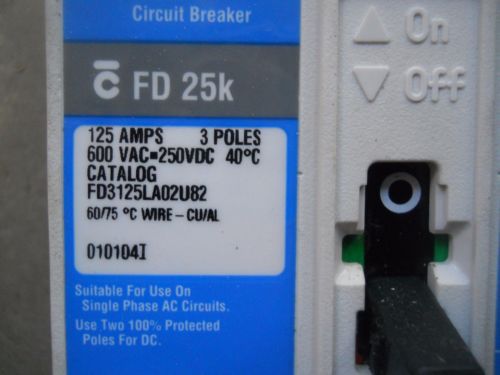 Circuit Breaker
FD 25k
125 AMPS 3 POLES
600 VAC=250VDC 40°C
CATALOG
FD3125LA02U82
60/75 °C WIRE - CU/AL
010104I
Suitable For Use On
Single Phase AC Circuits.
Use Two 100% Protected
Poles For DC.
On
Off